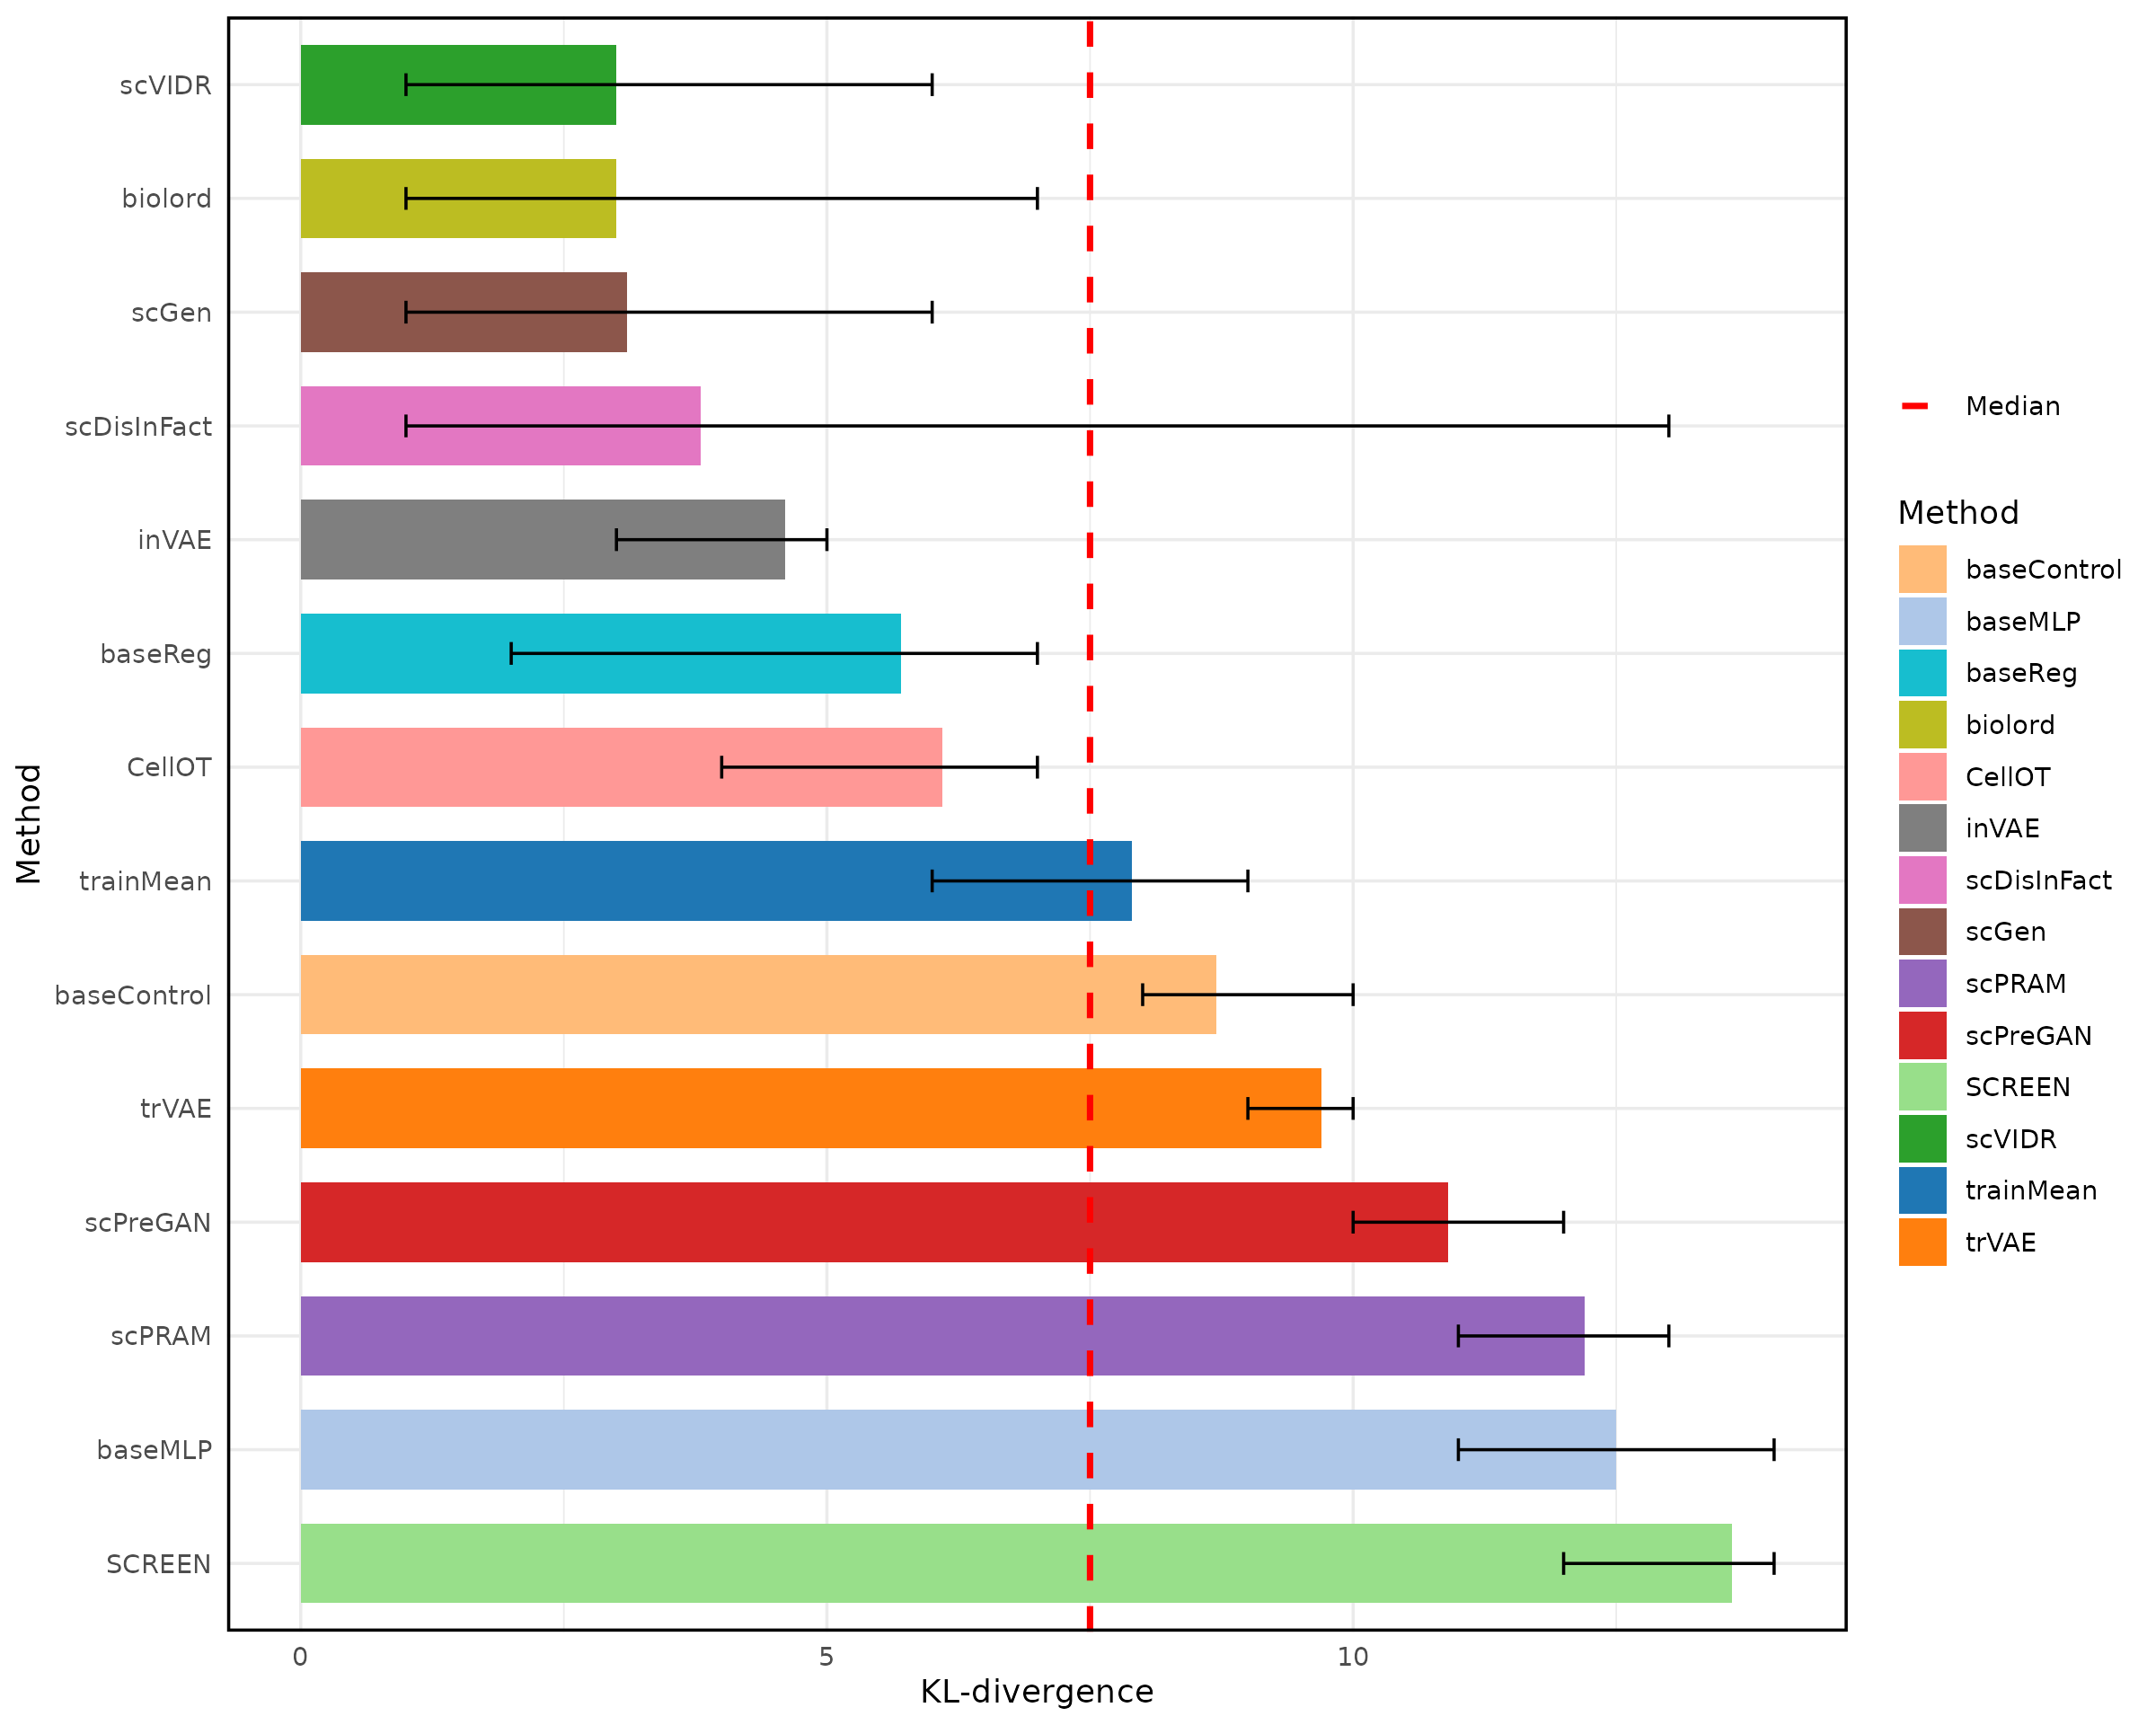 scVIDR
biolord
scGen
scDisInFact
inVAE
baseReg
CellOT
trainMean
baseControl
trVAE
scPreGAN
scPRAM
baseMLP
SCREEN
Method
0 5 10
KL-divergence
Median
Method
baseControl
baseMLP
baseReg
biolord
CellOT
inVAE
scDisInFact
scGen
scPRAM
scPreGAN
SCREEN
scVIDR
trainMean
trVAE